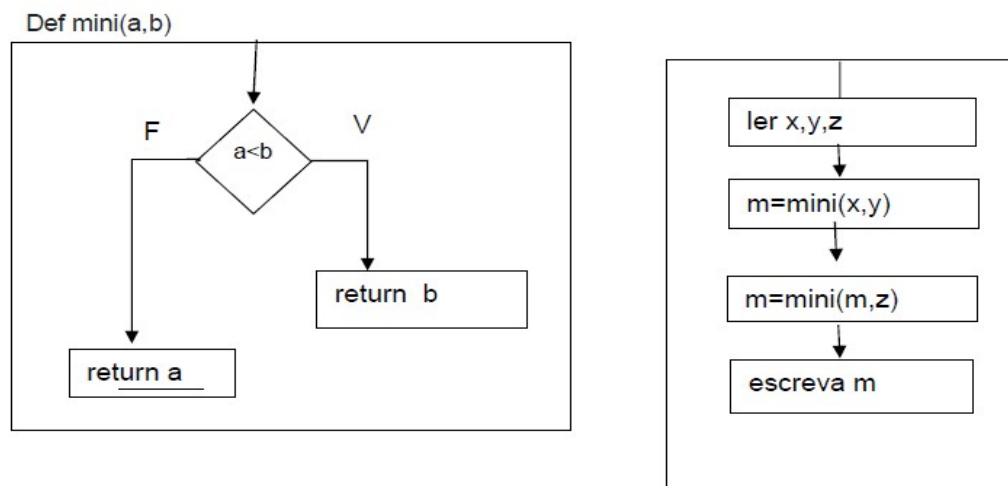 Def mini(a,b)
F
V
a<b
return b
return a
ler x,y,z
m=mini(x,y)
m=mini(m,z)
escreva m